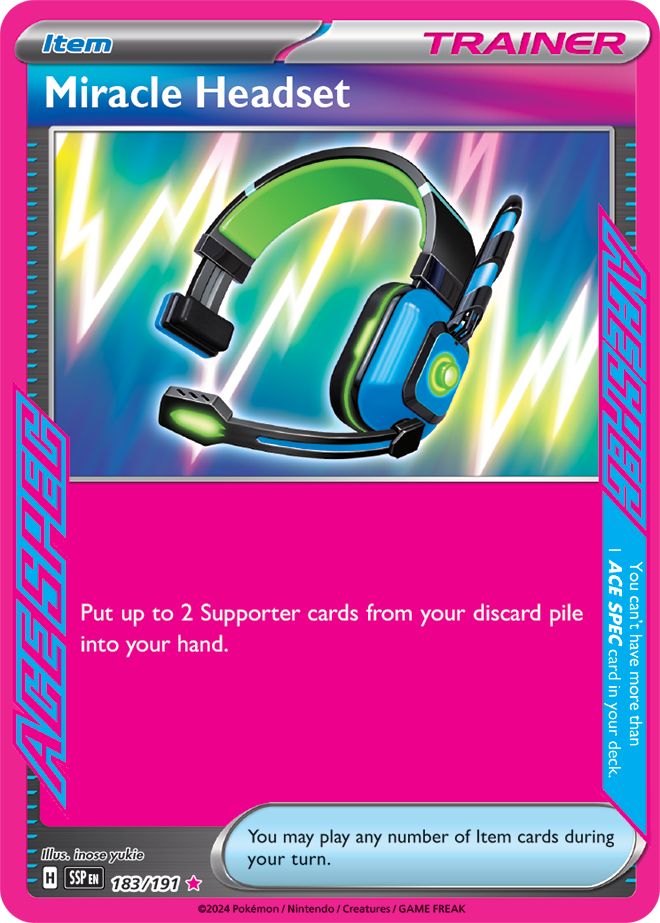 Item
TRAINER
Miracle Headset
ACE SPEC
ACE SPEC
Put up to 2 Supporter cards from your discard pile
into your hand.
You can't have more than
1 ACE SPEC card in your deck.
You may play any number of Item cards during
your turn.
Illus. inose yukie
H SSP EN 183/191
©2024 Pokémon / Nintendo / Creatures / GAME FREAK